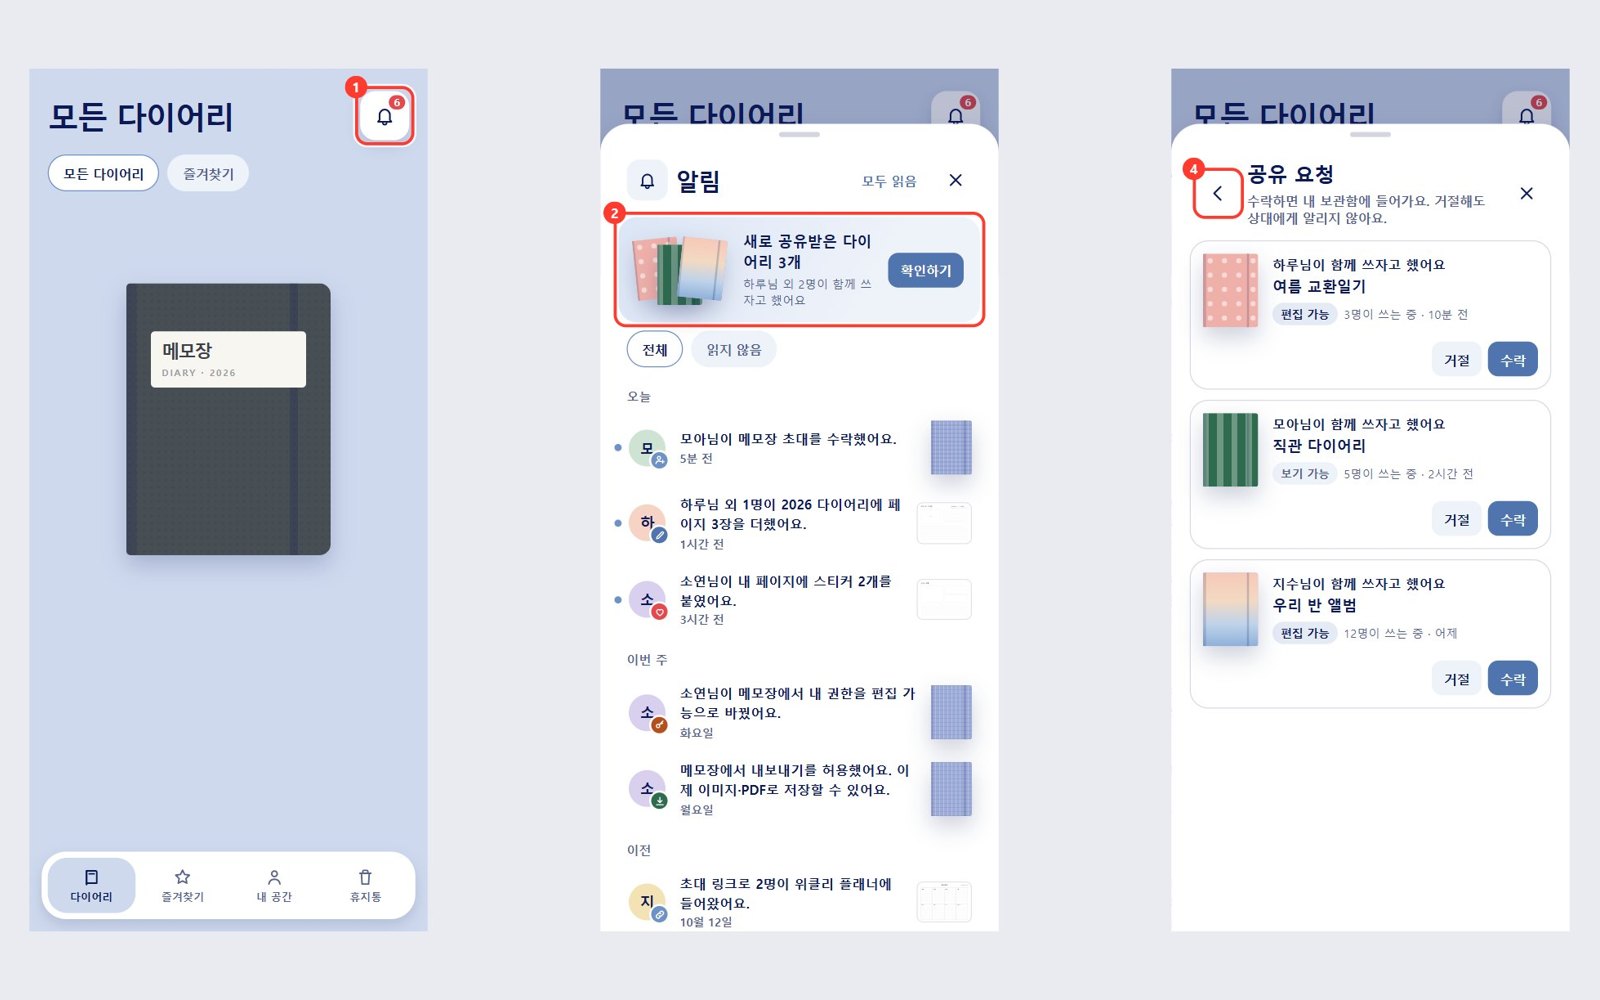 모든 다이어리
1
6
모든 다이어리
즐겨찾기
메모장
DIARY · 2026
다이어리
즐겨찾기
내 공간
휴지통
모든 다이어리
6
알림
모두 읽음
2
새로 공유받은 다이
어리 3개
하루님 외 2명이 함께 쓰
자고 했어요
확인하기
전체
읽지 않음
오늘
모
모아님이 메모장 초대를 수락했어요.
5분 전
하
하루님 외 1명이 2026 다이어리에 페
이지 3장을 더했어요.
1시간 전
소
소연님이 내 페이지에 스티커 2개를
붙였어요.
3시간 전
이번 주
소
소연님이 메모장에서 내 권한을 편집 가
능으로 바꿨어요.
화요일
소
메모장에서 내보내기를 허용했어요. 이
제 이미지·PDF로 저장할 수 있어요.
월요일
이전
지
초대 링크로 2명이 위클리 플래너에
들어왔어요.
10월 12일
모든 다이어리
6
4
공유 요청
수락하면 내 보관함에 들어가요. 거절해도
상대에게 알리지 않아요.
하루님이 함께 쓰자고 했어요
여름 교환일기
편집 가능 3명이 쓰는 중 · 10분 전
거절 수락
모아님이 함께 쓰자고 했어요
직관 다이어리
보기 가능 5명이 쓰는 중 · 2시간 전
거절 수락
지수님이 함께 쓰자고 했어요
우리 반 앨범
편집 가능 12명이 쓰는 중 · 어제
거절 수락